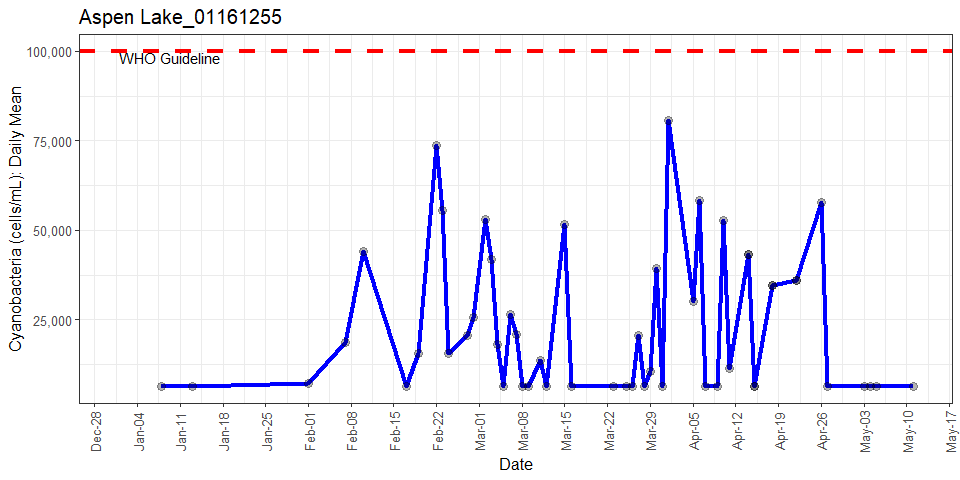 Aspen Lake_01161255
100,000
WHO Guideline
75,000
50,000
25,000
Cyanobacteria (cells/mL): Daily Mean
Dec-28
Jan-04
Jan-11
Jan-18
Jan-25
Feb-01
Feb-08
Feb-15
Feb-22
Mar-01
Mar-08
Mar-15
Mar-22
Mar-29
Apr-05
Apr-12
Apr-19
Apr-26
May-03
May-10
May-17
Date